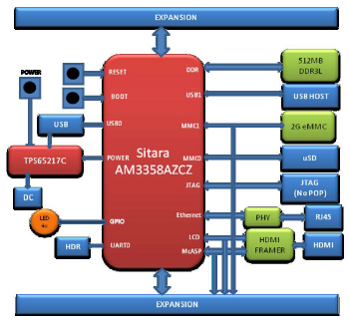 EXPANSION
POWER
RESET
BOOT
USB
USB0
TPS65217C
POWER
DC
LED
4x
GPIO
HDR
UART0
Sitara
AM3358AZCZ
DDR
512MB
DDR3L
USB1
USB HOST
MMC1
2G eMMC
MMC0
uSD
JTAG
JTAG
(No POP)
Ethernet
PHY
RJ45
LCD
McASP
HDMI
FRAMER
HDMI
EXPANSION